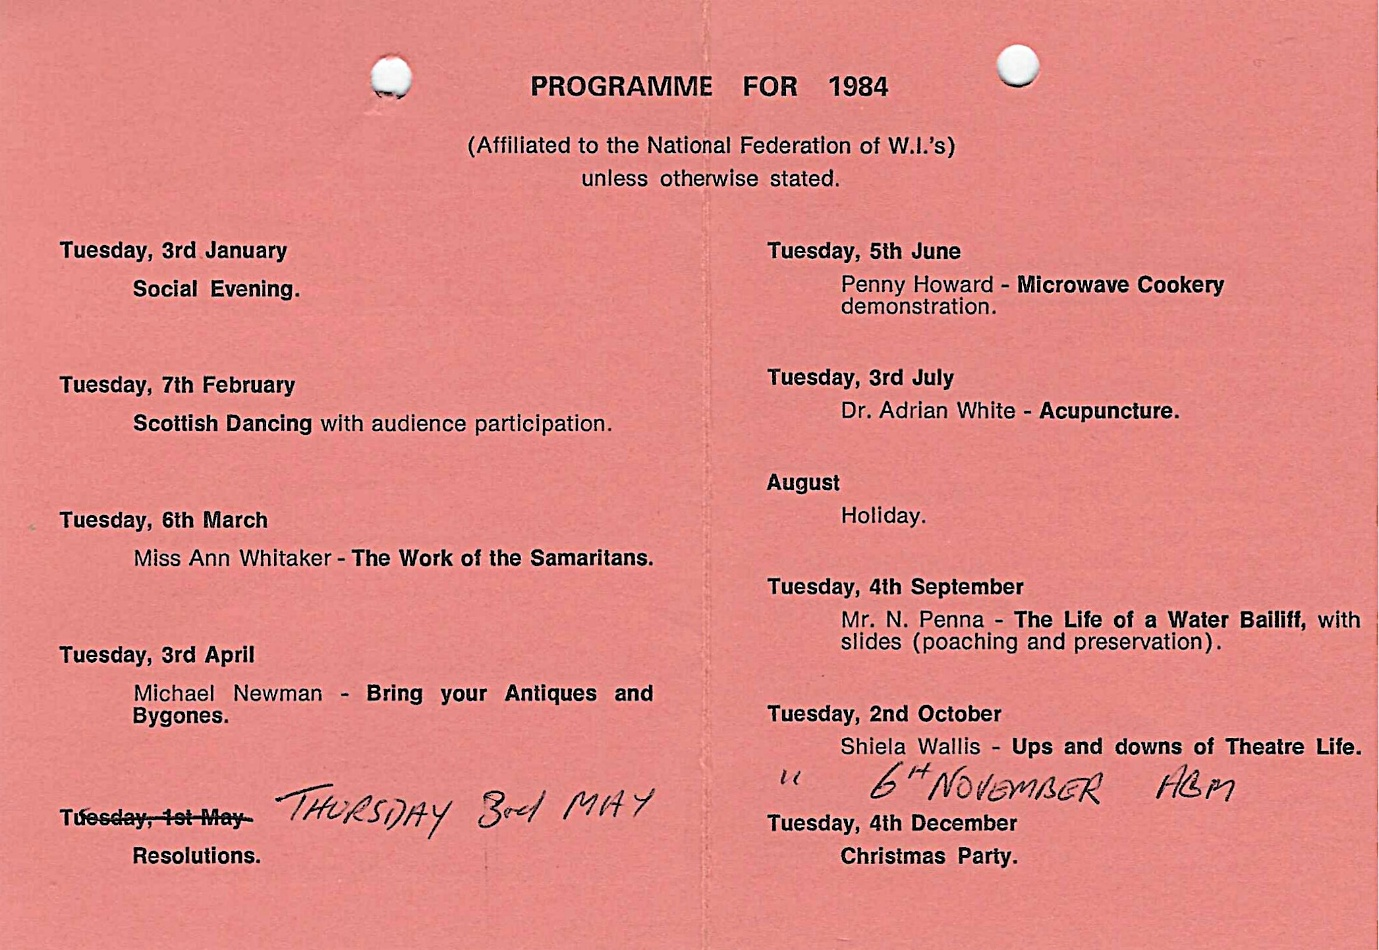 PROGRAMME FOR 1984
(Affiliated to the National Federation of W.I.'s)
unless otherwise stated.
Tuesday, 3rd January
Social Evening.
Tuesday, 7th February
Scottish Dancing with audience participation.
Tuesday, 6th March
Miss Ann Whitaker - The Work of the Samaritans.
Tuesday, 3rd April
Michael Newman - Bring your Antiques and
Bygones.
Tuesday, 1st May THURSDAY 3rd MAY
Resolutions.
Tuesday, 5th June
Penny Howard - Microwave Cookery
demonstration.
Tuesday, 3rd July
Dr. Adrian White - Acupuncture.
August
Holiday.
Tuesday, 4th September
Mr. N. Penna - The Life of a Water Bailiff, with
slides (poaching and preservation).
Tuesday, 2nd October
Shiela Wallis - Ups and downs of Theatre Life.
" 6TH NOVEMBER AGM
Tuesday, 4th December
Christmas Party.